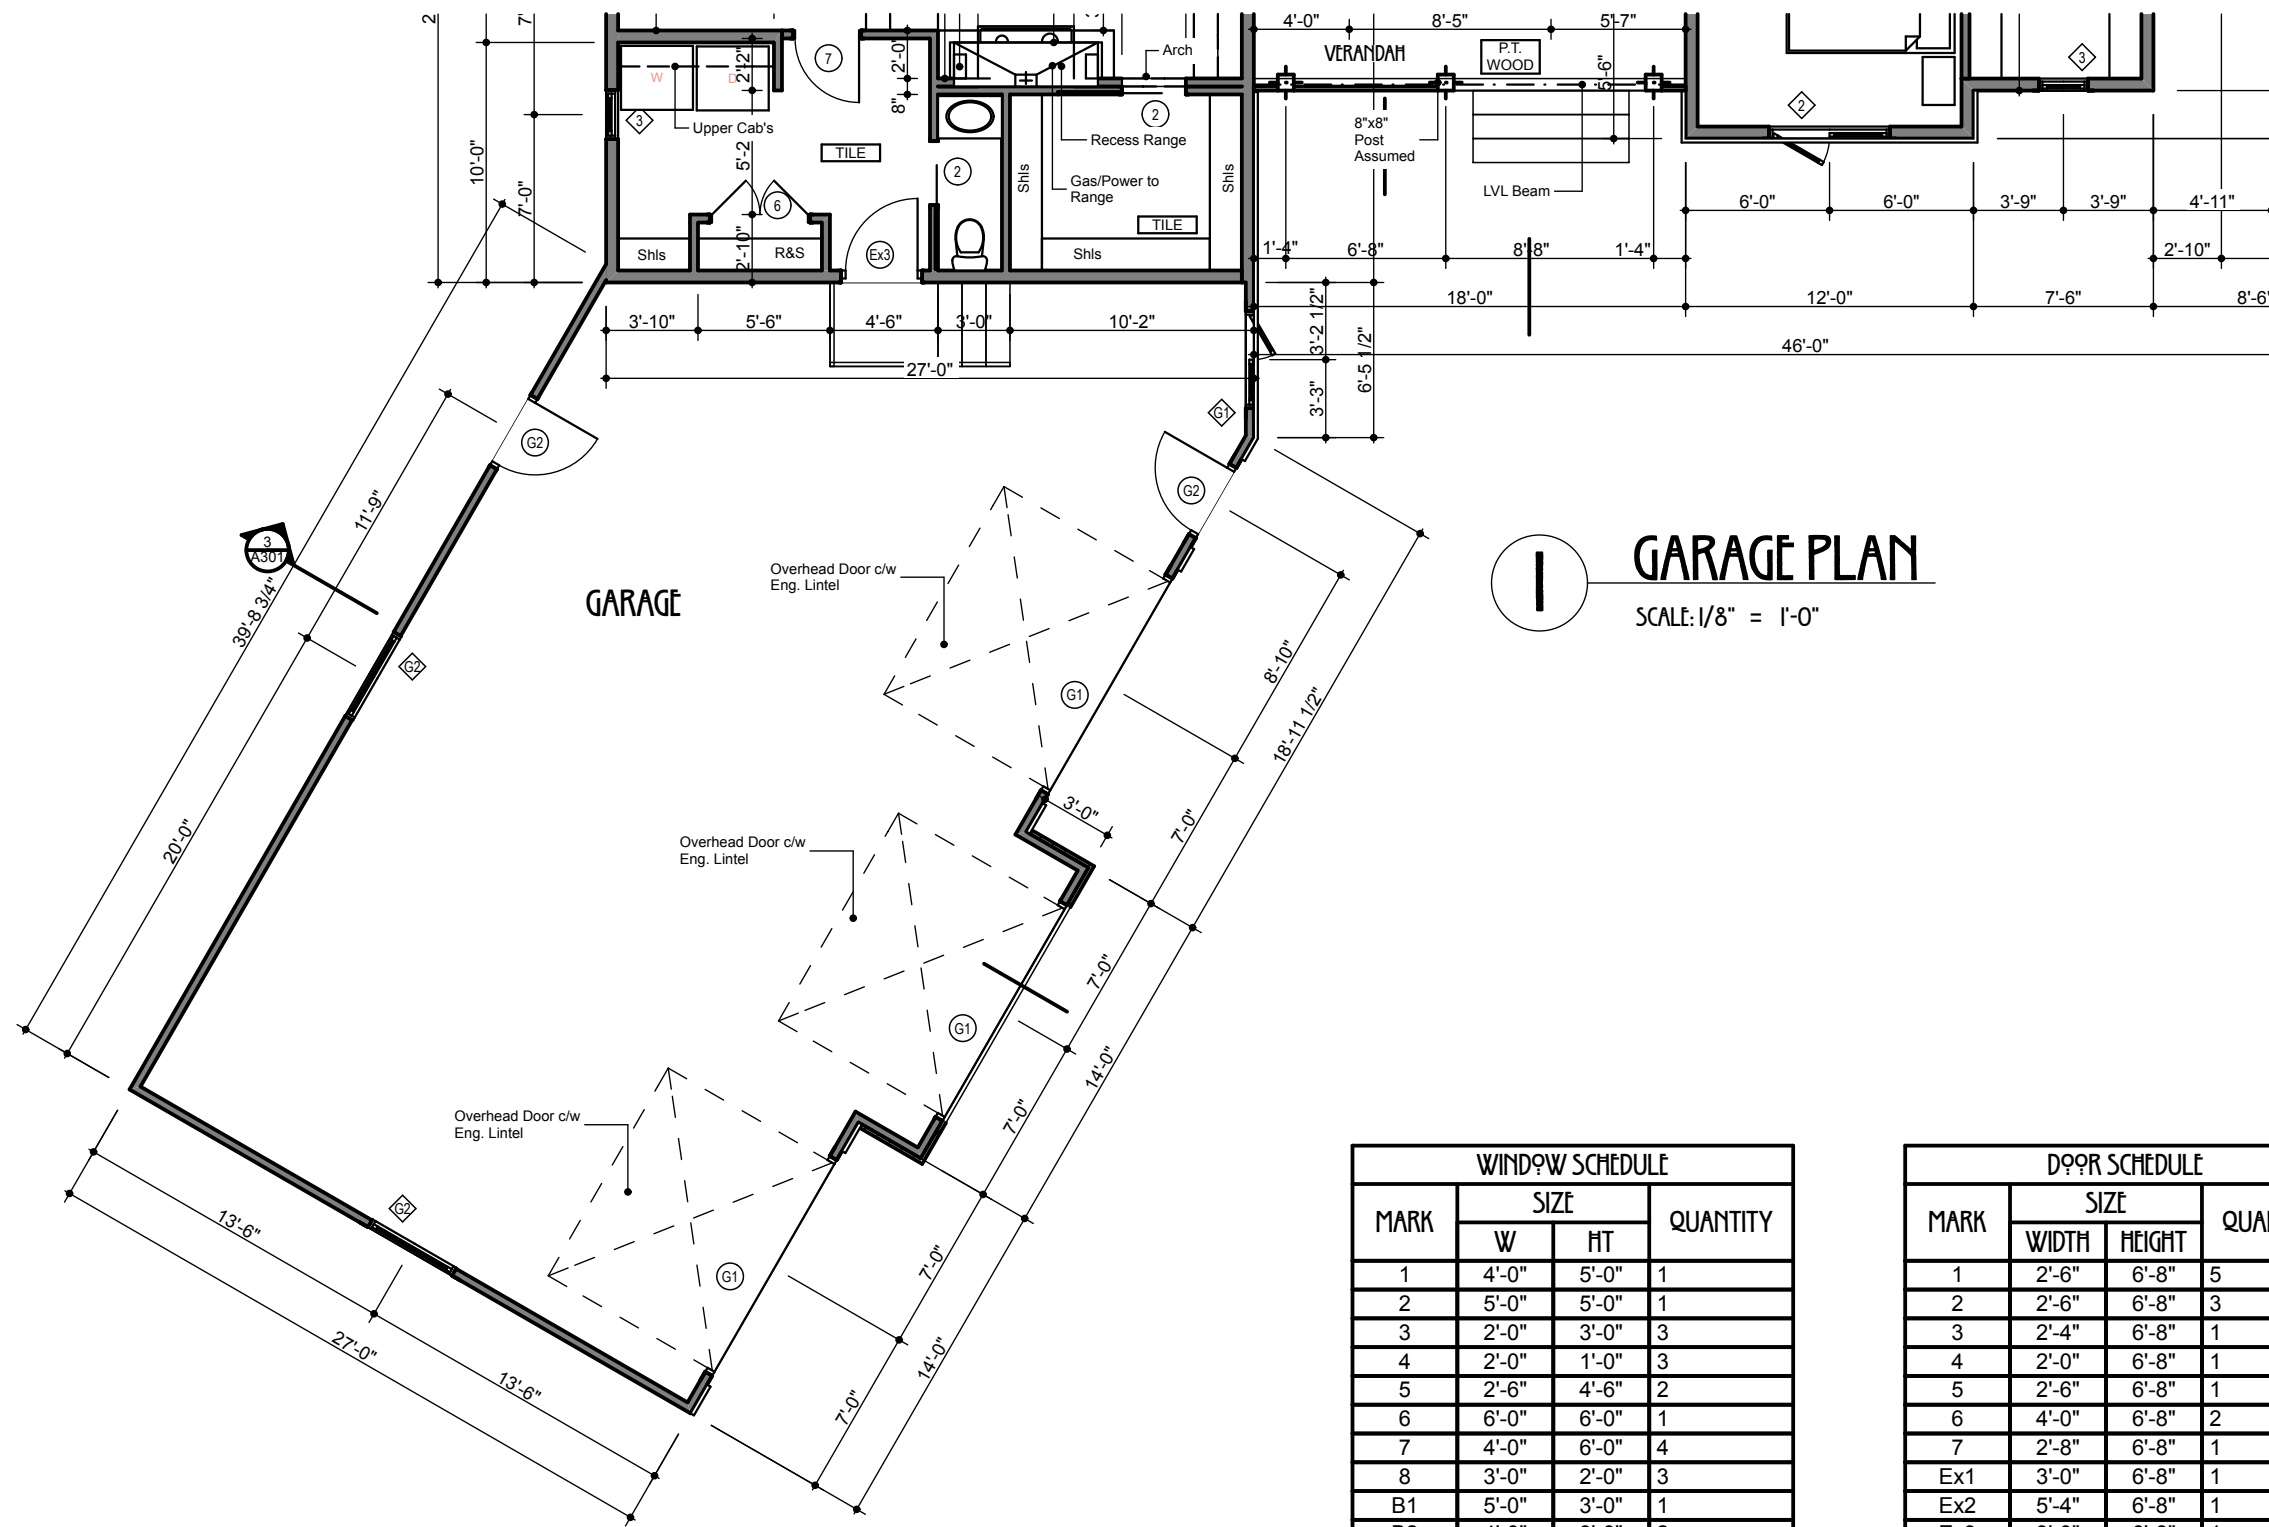 4'-0"
8'-5"
5'-7"
VERANDAH
P.T.
WOOD
5'-6"
Arch
7
2'-0"
8"
W
D
2'-2"
3
Upper Cab's
TILE
5'-2
2
2
Recess Range
Gas/Power to
Range
Shls
Shls
8"x8"
Post
Assumed
LVL Beam
2
3
10'-0"
7'-0"
6
Shls
R&S
2'-10"
Ex3
TILE
Shls
6'-0"
6'-0"
3'-9"
3'-9"
4'-11"
1'-4"
6'-8"
8'-8"
1'-4"
2'-10"
18'-0"
12'-0"
7'-6"
8'-6'
3'-10"
5'-6"
4'-6"
3'-0"
10'-2"
3'-2 1/2"
6'-5 1/2"
46'-0"
27'-0"
3'-3"
G1
G2
G2
11'-9"
3
A301
39'-8 3/4"
GARAGE
Overhead Door c/w
Eng. Lintel
1
GARAGE PLAN
SCALE: 1/8" = 1'-0"
G2
G1
8'-10"
18'-11 1/2"
3'-0"
7'-0"
20'-0"
Overhead Door c/w
Eng. Lintel
7'-0"
G1
14'-0"
7'-0"
Overhead Door c/w
Eng. Lintel
G2
13'-6"
G1
7'-0"
27'-0"
13'-6"
14'-0"
7'-0"
WINDOW SCHEDULE
MARK SIZE QUANTITY
W HT
1 4'-0" 5'-0" 1
2 5'-0" 5'-0" 1
3 2'-0" 3'-0" 3
4 2'-0" 1'-0" 3
5 2'-6" 4'-6" 2
6 6'-0" 6'-0" 1
7 4'-0" 6'-0" 4
8 3'-0" 2'-0" 3
B1 5'-0" 3'-0" 1
DOOR SCHEDULE
MARK SIZE QUA
WIDTH HEIGHT
1 2'-6" 6'-8" 5
2 2'-6" 6'-8" 3
3 2'-4" 6'-8" 1
4 2'-0" 6'-8" 1
5 2'-6" 6'-8" 1
6 4'-0" 6'-8" 2
7 2'-8" 6'-8" 1
Ex1 3'-0" 6'-8" 1
Ex2 5'-4" 6'-8" 1